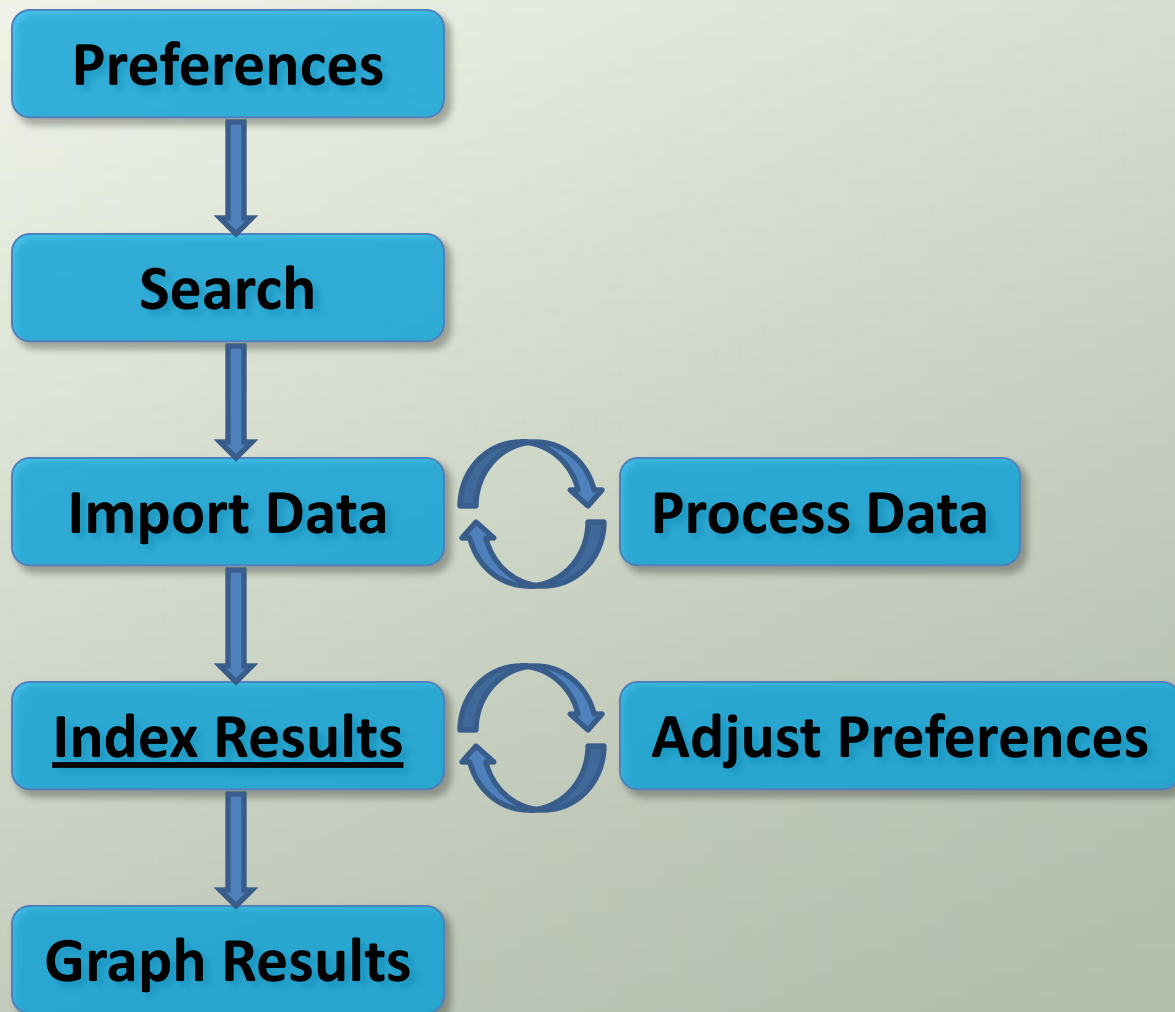 Preferences
Search
Import Data
Process Data
Index Results
Adjust Preferences
Graph Results